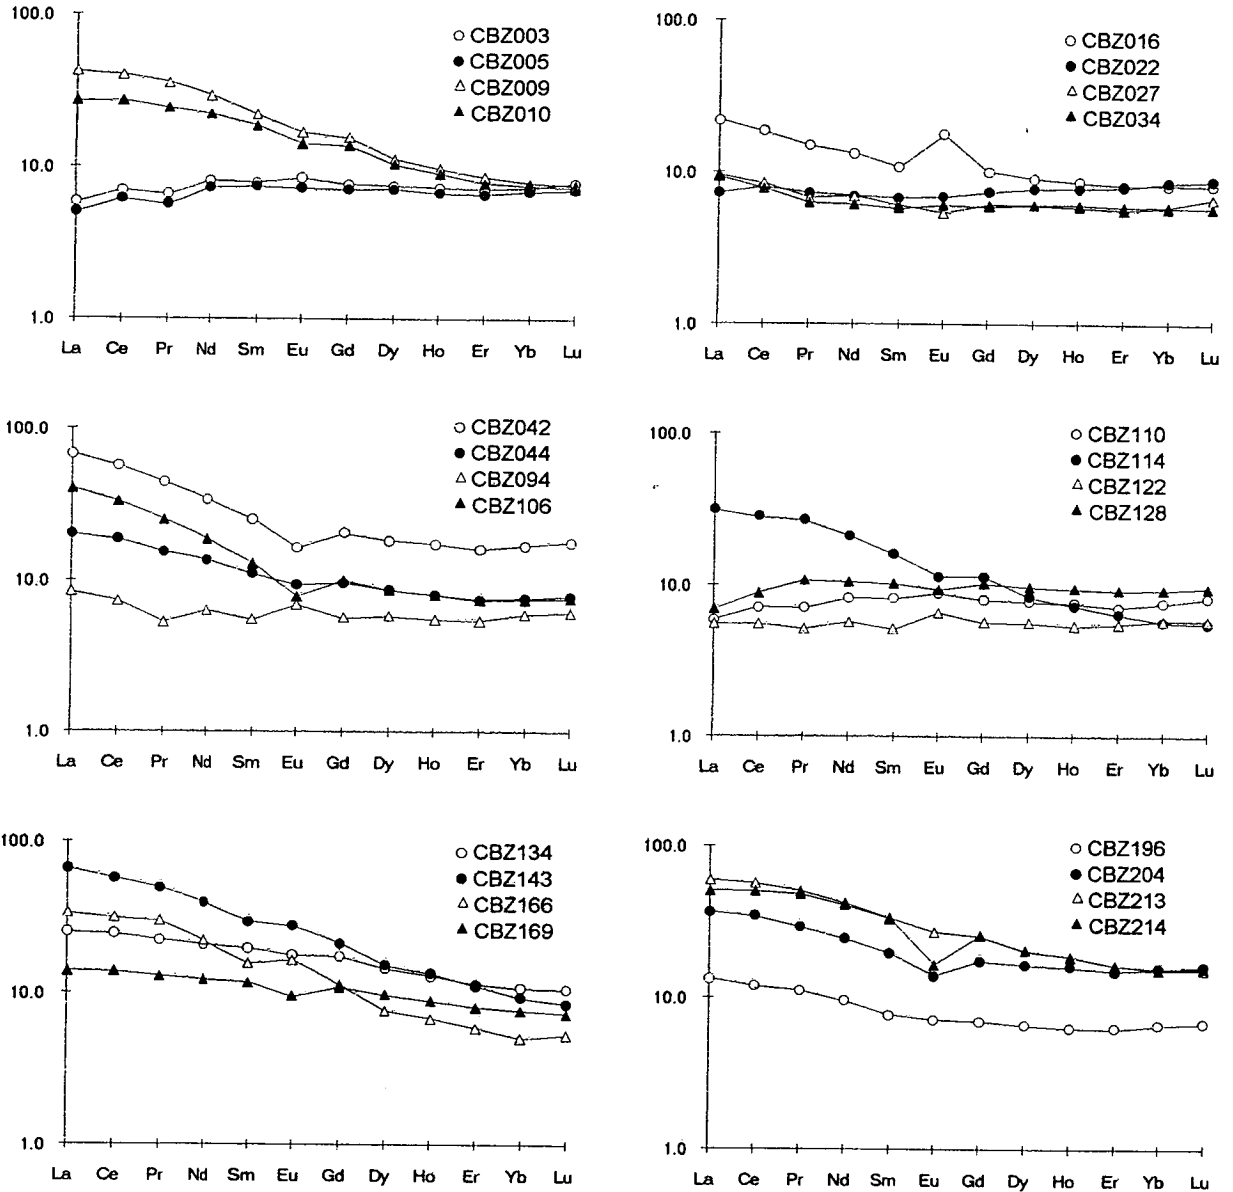 100.0
CBZ003
CBZ005
CBZ009
CBZ010
10.0
1.0
La Ce Pr Nd Sm Eu Gd Dy Ho Er Yb Lu
100.0
CBZ016
CBZ022
CBZ027
CBZ034
10.0
1.0
La Ce Pr Nd Sm Eu Gd Dy Ho Er Yb Lu
100.0
CBZ042
CBZ044
CBZ094
CBZ106
10.0
1.0
La Ce Pr Nd Sm Eu Gd Dy Ho Er Yb Lu
100.0
CBZ110
CBZ114
CBZ122
CBZ128
10.0
1.0
La Ce Pr Nd Sm Eu Gd Dy Ho Er Yb Lu
100.0
CBZ134
CBZ143
CBZ166
CBZ169
10.0
1.0
La Ce Pr Nd Sm Eu Gd Dy Ho Er Yb Lu
100.0
CBZ196
CBZ204
CBZ213
CBZ214
10.0
1.0
La Ce Pr Nd Sm Eu Gd Dy Ho Er Yb Lu